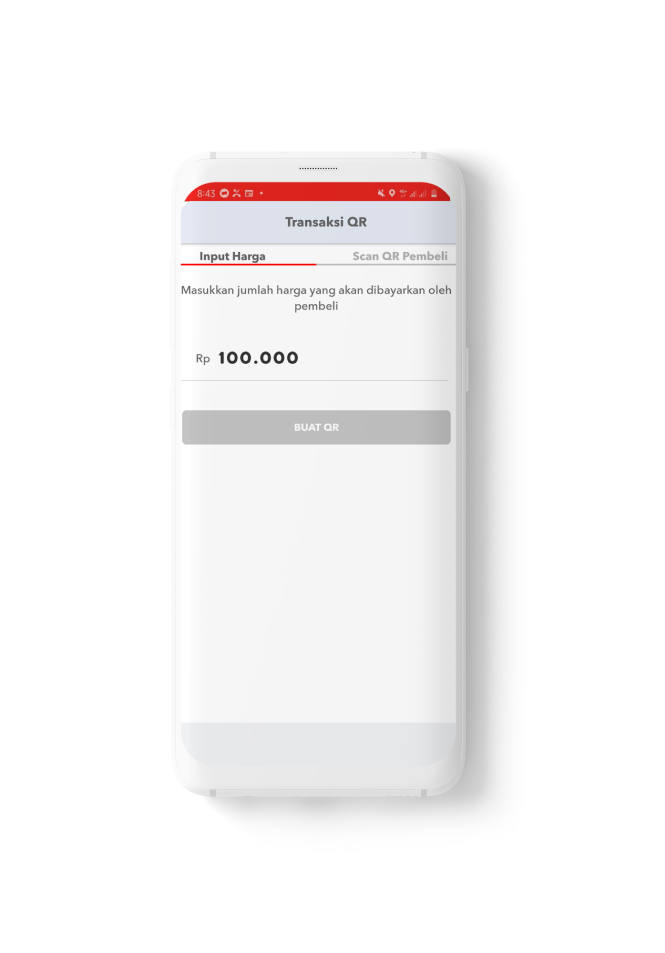 8:43
Transaksi QR
Input Harga
Scan QR Pembeli
Masukkan jumlah harga yang akan dibayarkan oleh
pembeli
Rp 100.000
BUAT QR